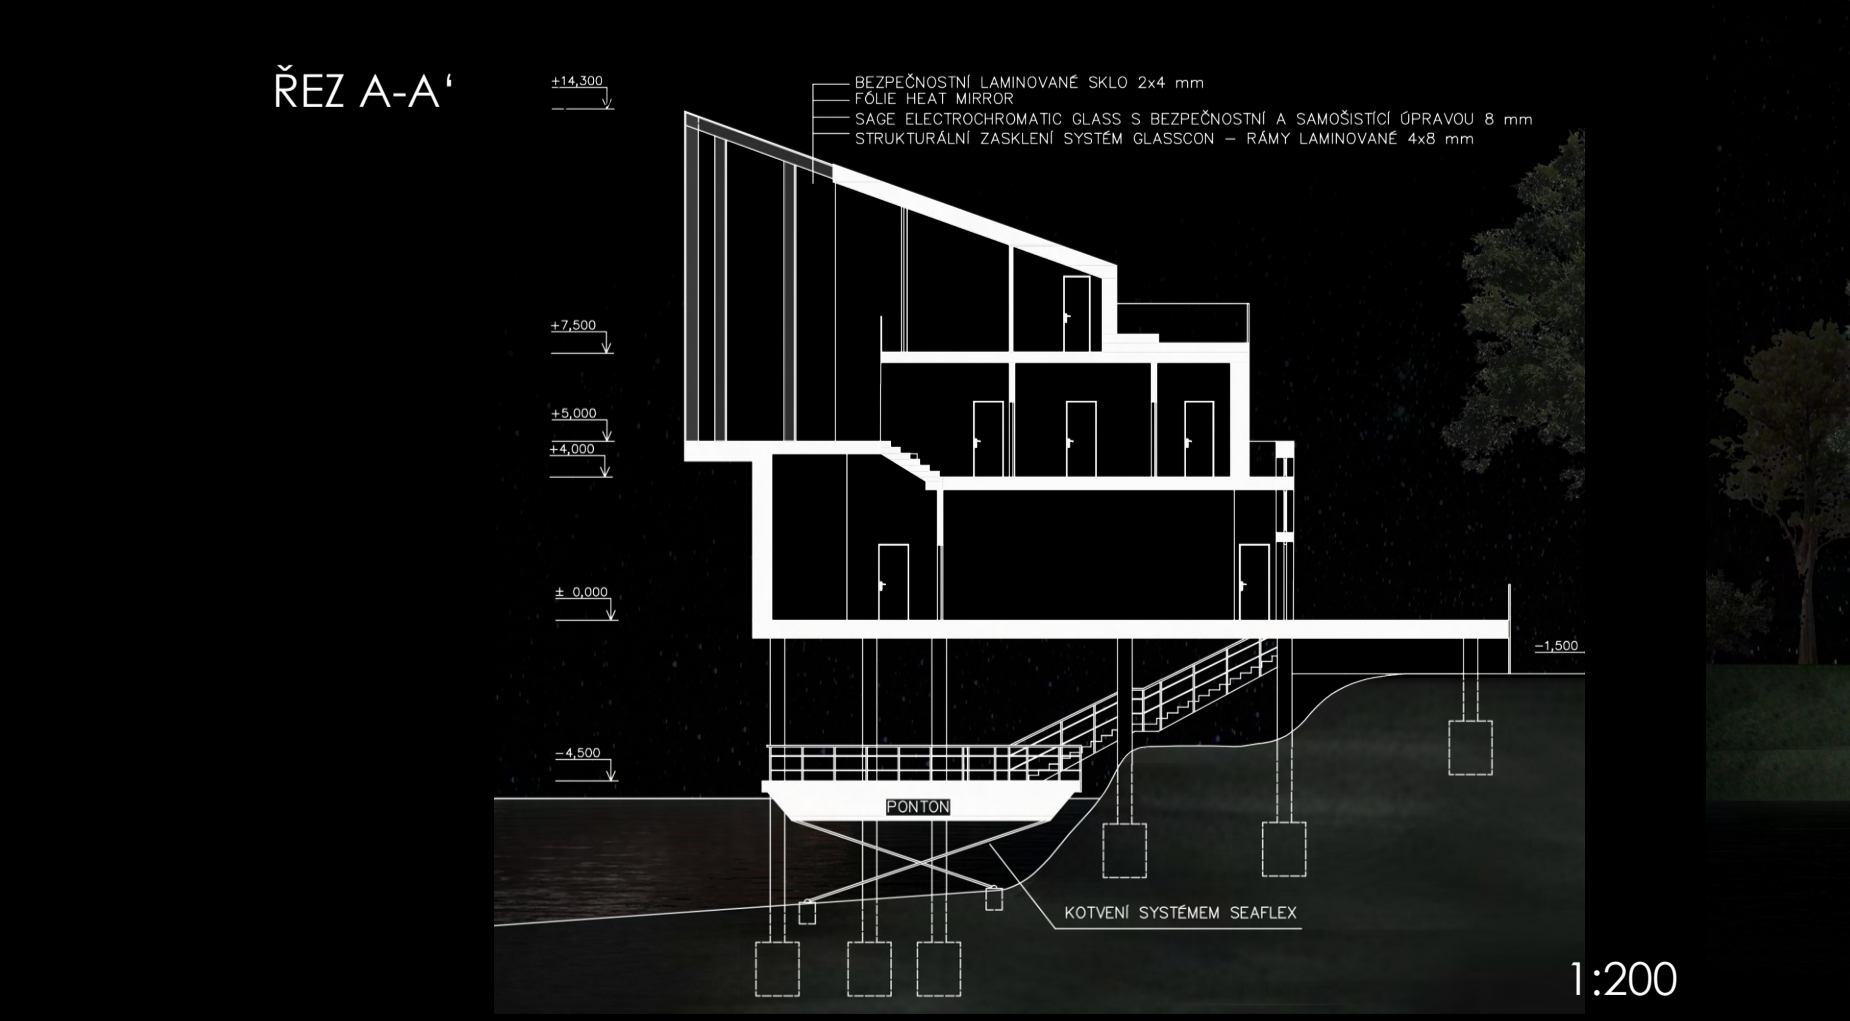 ŘEZ A-A‘
+14,300
BEZPEČNOSTNÍ LAMINOVANÉ SKLO 2x4 mm
FÓLIE HEAT MIRROR
SAGE ELECTROCHROMATIC GLASS S BEZPEČNOSTNÍ A SAMOŠISTÍCÍ ÚPRAVOU 8 mm
STRUKTURÁLNÍ ZASKLENÍ SYSTÉM GLASSCON – RÁMY LAMINOVANÉ 4x8 mm
+7,500
+5,000
+4,000
± 0,000
-1,500
-4,500
PONTON
KOTVENÍ SYSTÉMEM SEAFLEX
1:200